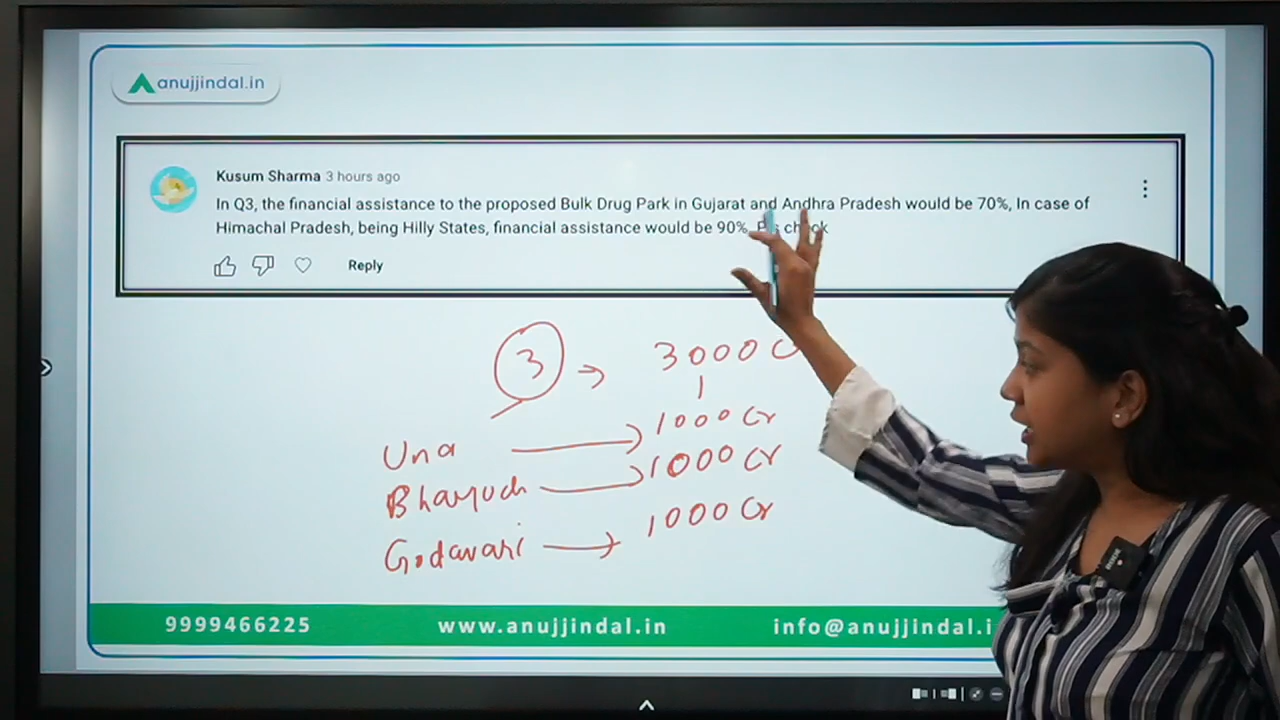 anujjindal.in
Kusum Sharma 3 hours ago
In Q3, the financial assistance to the proposed Bulk Drug Park in Gujarat and Andhra Pradesh would be 70%, In case of
Himachal Pradesh, being Hilly States, financial assistance would be 90%, check
Reply
3 → 3000 C
Una → 1000 Cr
Bharuch → 1000 Cr
Godavari → 1000 Cr
9999466225 www.anujjindal.in info@anujjindal.i